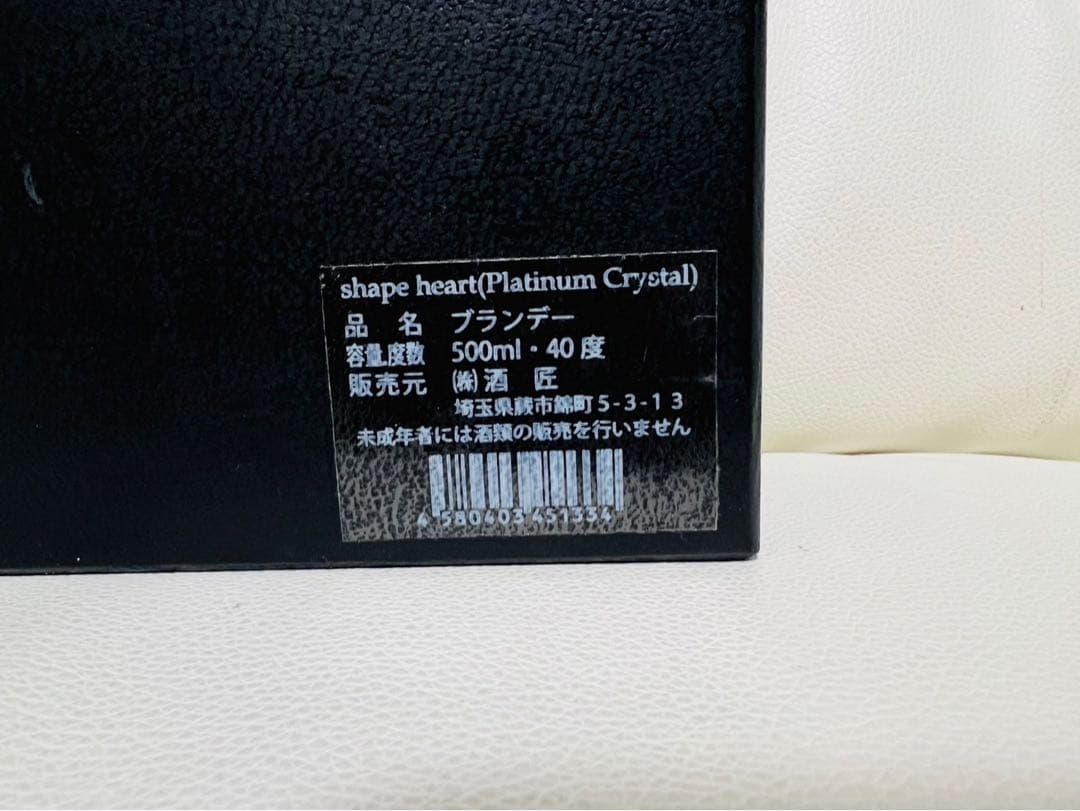 shape heart(Platinum Crystal)
品 名 ブランデー
容量.度数 500ml・40度
販売元 ㈱酒 匠
埼玉県蕨市錦町5-3-13
未成年者には酒類の販売を行いません
4 580403 451334